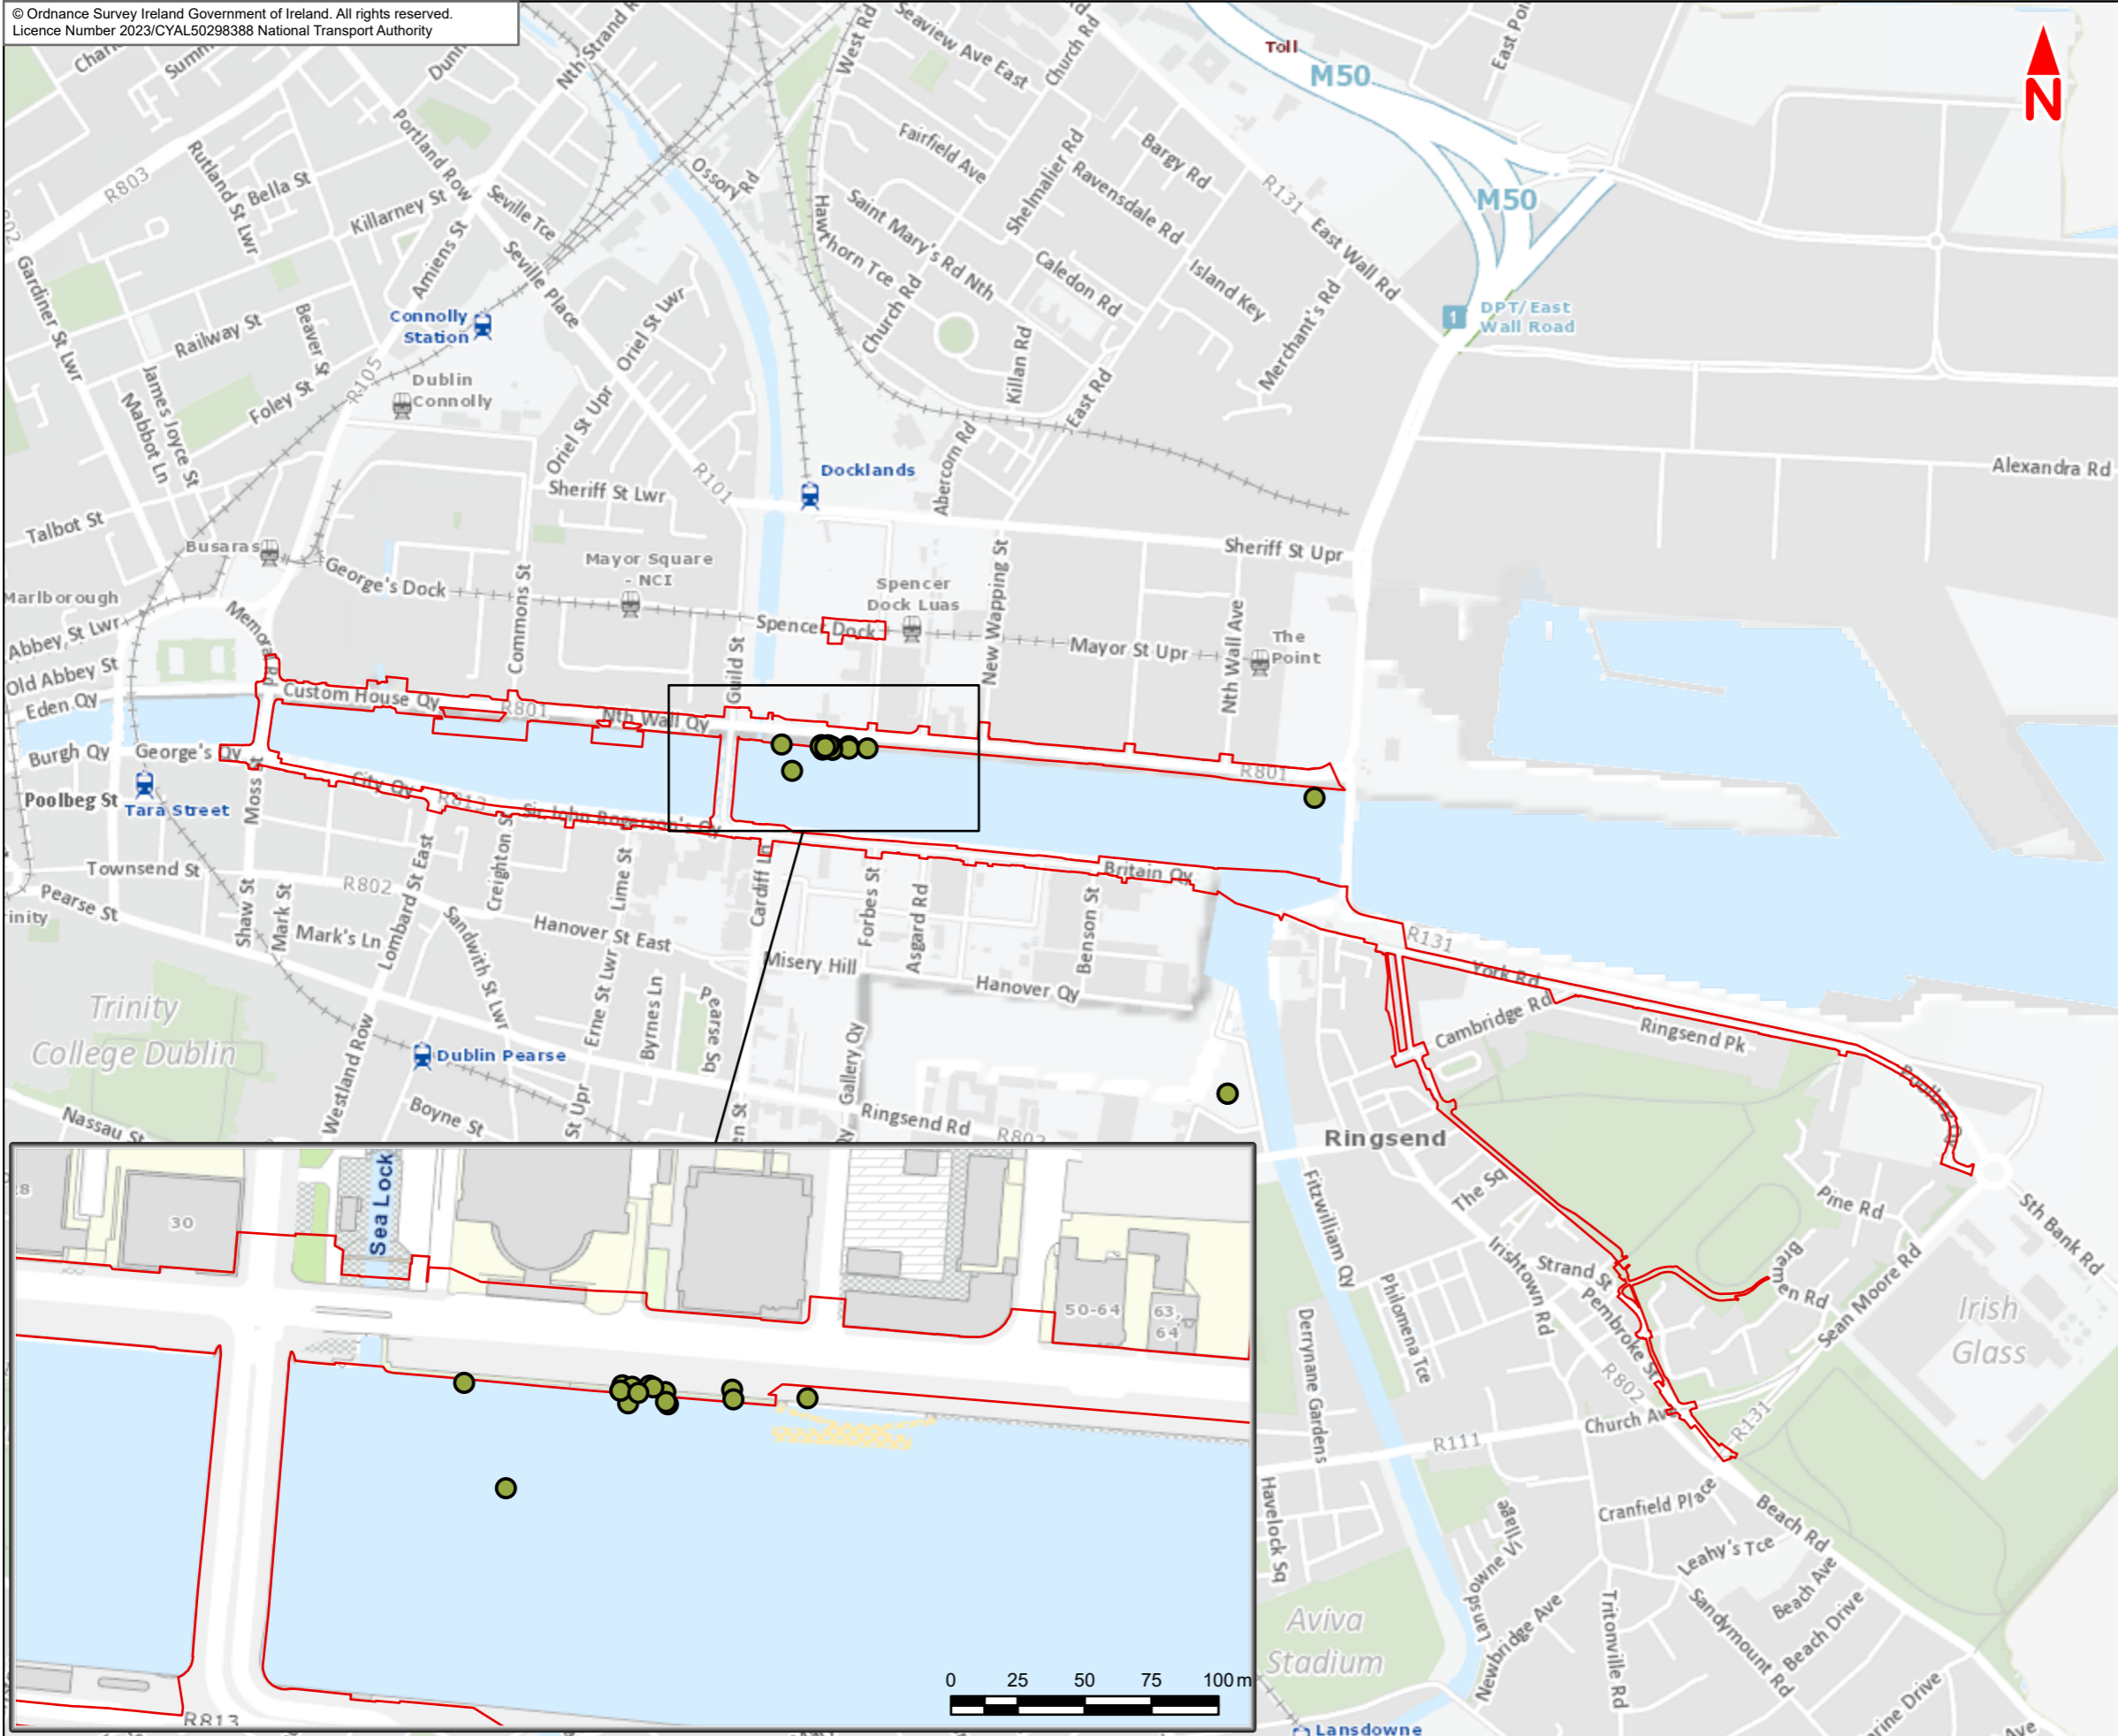 © Ordnance Survey Ireland Government of Ireland. All rights reserved.
Licence Number 2023/CYAL50298388 National Transport Authority
N
Nth Strand R
West Rd
Seaview Ave East
Church Rd
Toll
M50
M50
Portland Row
R803
Rutland St Lwr
Bella St
Killarney St
Seville Tce
Ossory Rd
Fairfield Ave
Shelmalier Rd
Bargy Rd
Ravensdale Rd
R131
East Wall Rd
Hawthorn Tce
Saint Mary's Rd Nth
Caledon Rd
Island Key
Merchant's Rd
Church Rd
Killan Rd
East Rd
1
DPT/East
Wall Road
Gardiner St Lwr
Amiens St
Seville Place
Connolly
Station
Railway St
Beaver St
Oriel St Lwr
R105
Dublin
Connolly
James Joyce St
Mabbot Ln
Foley St
Oriel St Upr
R101
Docklands
Abercorn Rd
Alexandra Rd
Sheriff St Lwr
Talbot St
Busaras
Sheriff St Upr
Mayor Square
- NCI
Spencer
Dock Luas
George's Dock
Commons St
Marlborough
Abbey St Lwr
Spencer Dock
New Wapping St
Mayor St Upr
Nth Wall Ave
The
Point
Guild St
Old Abbey St
Eden Qy
Custom House Qy
R801
Nth Wall Qy
R801
Burgh Qy
George's Qy
Moss St
City Qy
R813
Poolbeg St
Tara Street
Sir John Rogerson's Qy
Britain Qy
Townsend St
R802
Creighton St
Lime St
Cardiff Ln
Forbes St
Asgard Rd
Benson St
Pearse St
Shaw St
Mark St
Mark's Ln
Lombard St East
Sandwith St Lwr
Hanover St East
Misery Hill
Hanover Qy
R131
York Rd
Cambridge Rd
Ringsend Pk
Trinity
College Dublin
Westland Row
Erne St Lwr
Byrnes Ln
Pearse Sq
Gallery Qy
Dublin Pearse
Boyne St
St Upr
Ringsend Rd
R802
Nassau St
Ringsend
The Sq
Pine Rd
Sth Bank Rd
Fitzwilliam Qy
Irishtown Rd
Strand St
Pembroke St
Bremen Rd
Sean Moore Rd
Irish
Glass
Philomena Tce
Derrynane Gardens
R802
R131
R111
Church Ave
Havelock Sq
Cranfield Place
Beach Rd
Leahy's Tce
Beach Ave
Beach Drive
Sandymount Rd
Tritonville Rd
Newbridge Ave
Aviva
Stadium
Lansdowne
30
Sea Lock
50-64
63,
64
R813
0 25 50 75 100 m